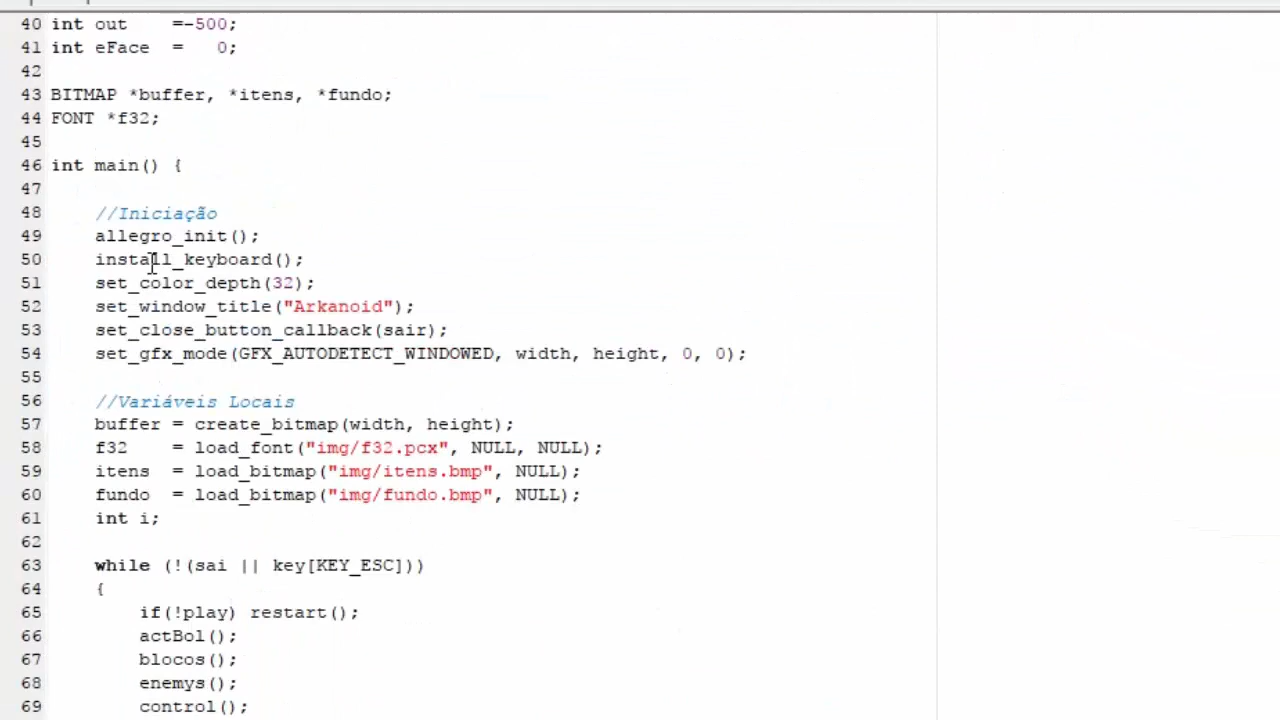 40 int out    =-500;
41 int eFace  =   0;
42
43 BITMAP *buffer, *itens, *fundo;
44 FONT *f32;
45
46 int main() {
47
48     //Iniciação
49     allegro_init();
50     install_keyboard();
51     set_color_depth(32);
52     set_window_title("Arkanoid");
53     set_close_button_callback(sair);
54     set_gfx_mode(GFX_AUTODETECT_WINDOWED, width, height, 0, 0);
55
56     //Variáveis Locais
57     buffer = create_bitmap(width, height);
58     f32    = load_font("img/f32.pcx", NULL, NULL);
59     itens  = load_bitmap("img/itens.bmp", NULL);
60     fundo  = load_bitmap("img/fundo.bmp", NULL);
61     int i;
62
63     while (!(sai || key[KEY_ESC]))
64     {
65         if(!play) restart();
66         actBol();
67         blocos();
68         enemys();
69         control();